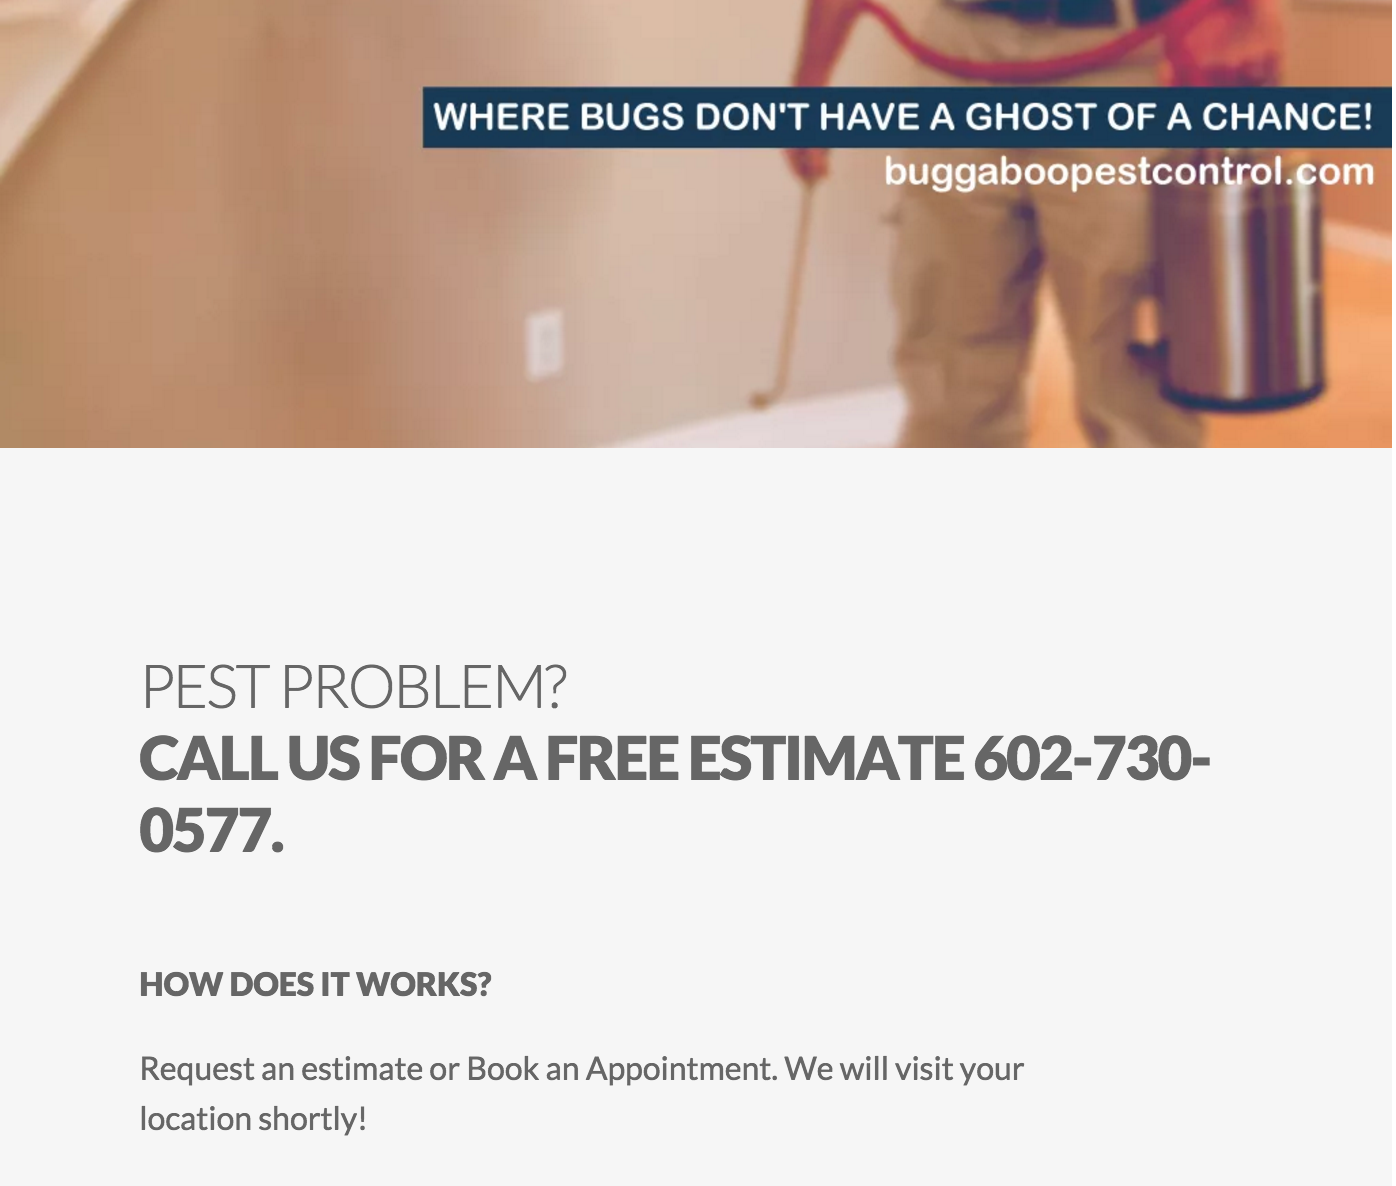 WHERE BUGS DON'T HAVE A GHOST OF A CHANCE!
buggaboopestcontrol.com
PEST PROBLEM?
CALL US FOR A FREE ESTIMATE 602-730-
0577.
HOW DOES IT WORKS?
Request an estimate or Book an Appointment. We will visit your
location shortly!